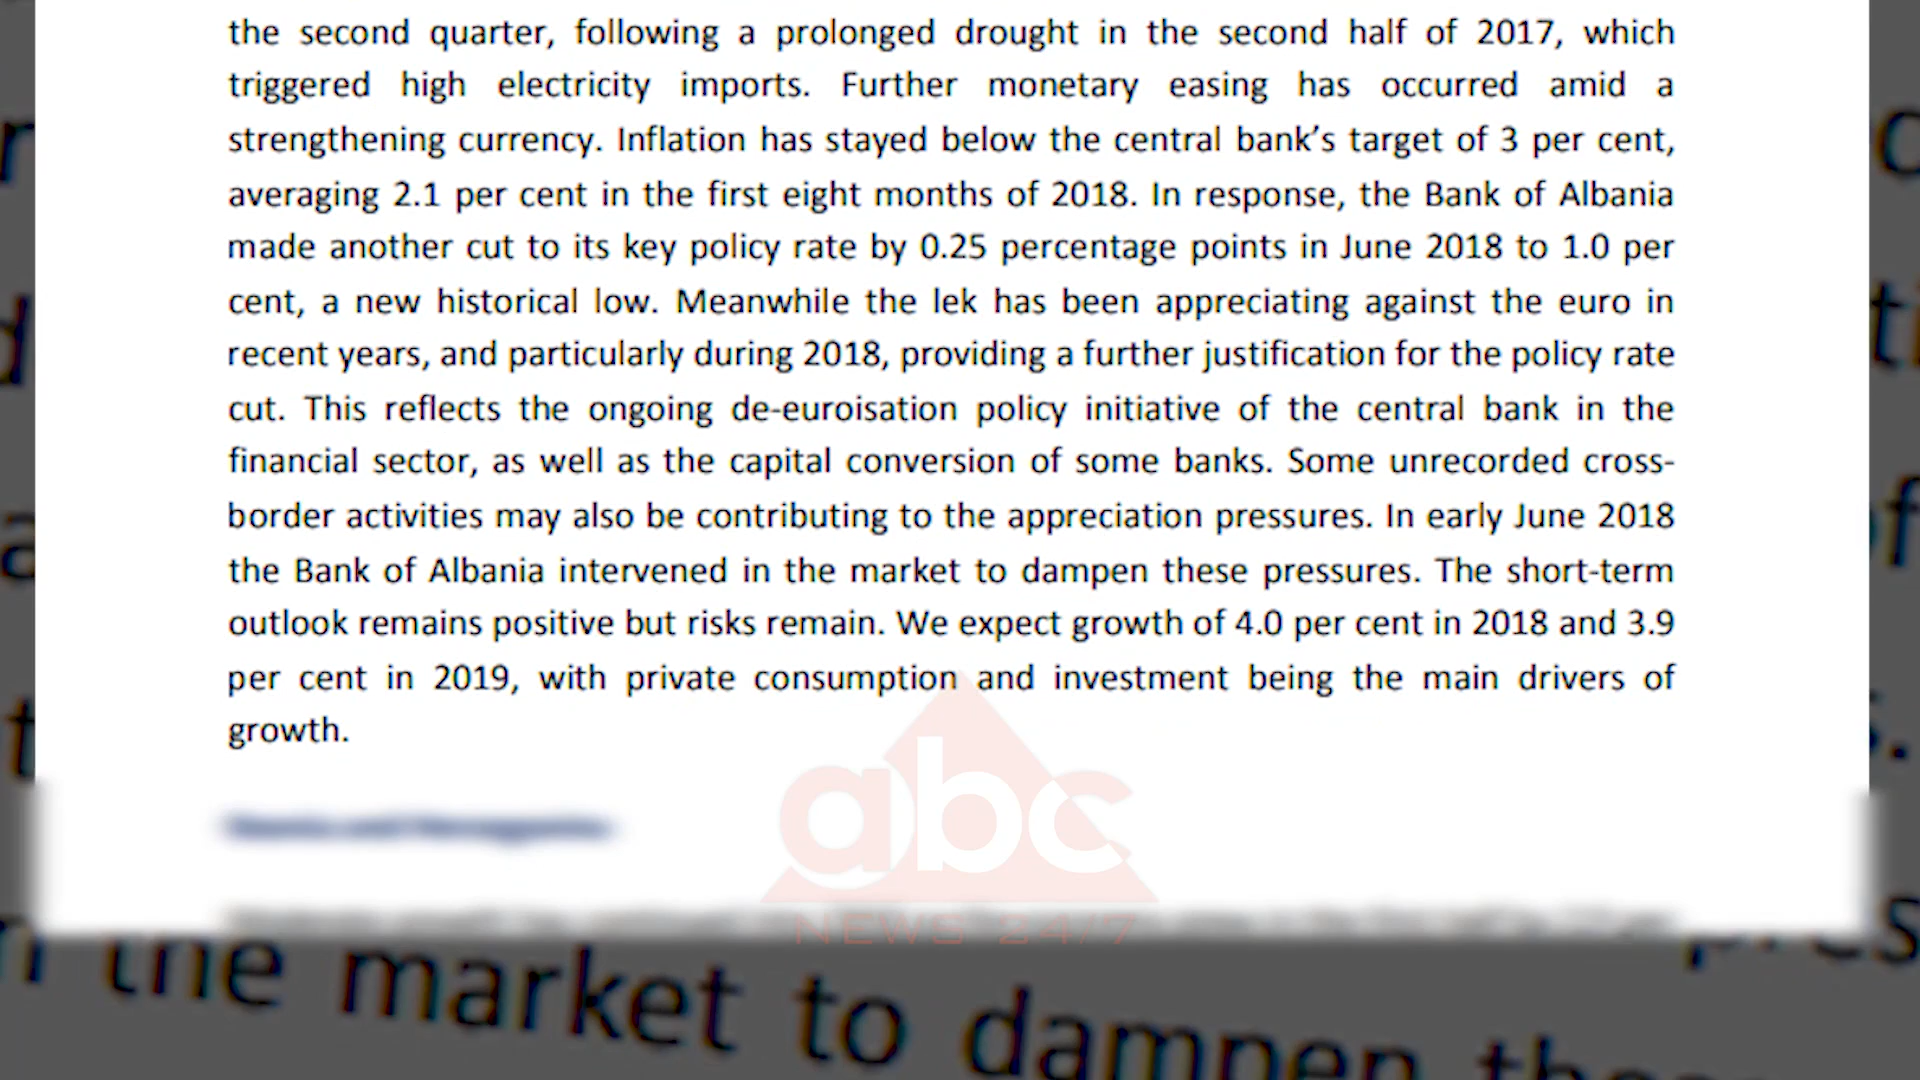 the second quarter, following a prolonged drought in the second half of 2017, which
triggered high electricity imports. Further monetary easing has occurred amid a
strengthening currency. Inflation has stayed below the central bank’s target of 3 per cent,
averaging 2.1 per cent in the first eight months of 2018. In response, the Bank of Albania
made another cut to its key policy rate by 0.25 percentage points in June 2018 to 1.0 per
cent, a new historical low. Meanwhile the lek has been appreciating against the euro in
recent years, and particularly during 2018, providing a further justification for the policy rate
cut. This reflects the ongoing de-euroisation policy initiative of the central bank in the
financial sector, as well as the capital conversion of some banks. Some unrecorded cross-
border activities may also be contributing to the appreciation pressures. In early June 2018
the Bank of Albania intervened in the market to dampen these pressures. The short-term
outlook remains positive but risks remain. We expect growth of 4.0 per cent in 2018 and 3.9
per cent in 2019, with private consumption and investment being the main drivers of
growth.
Bosnia and Herzegovina
abc
NEWS 24/7
the market to dampen